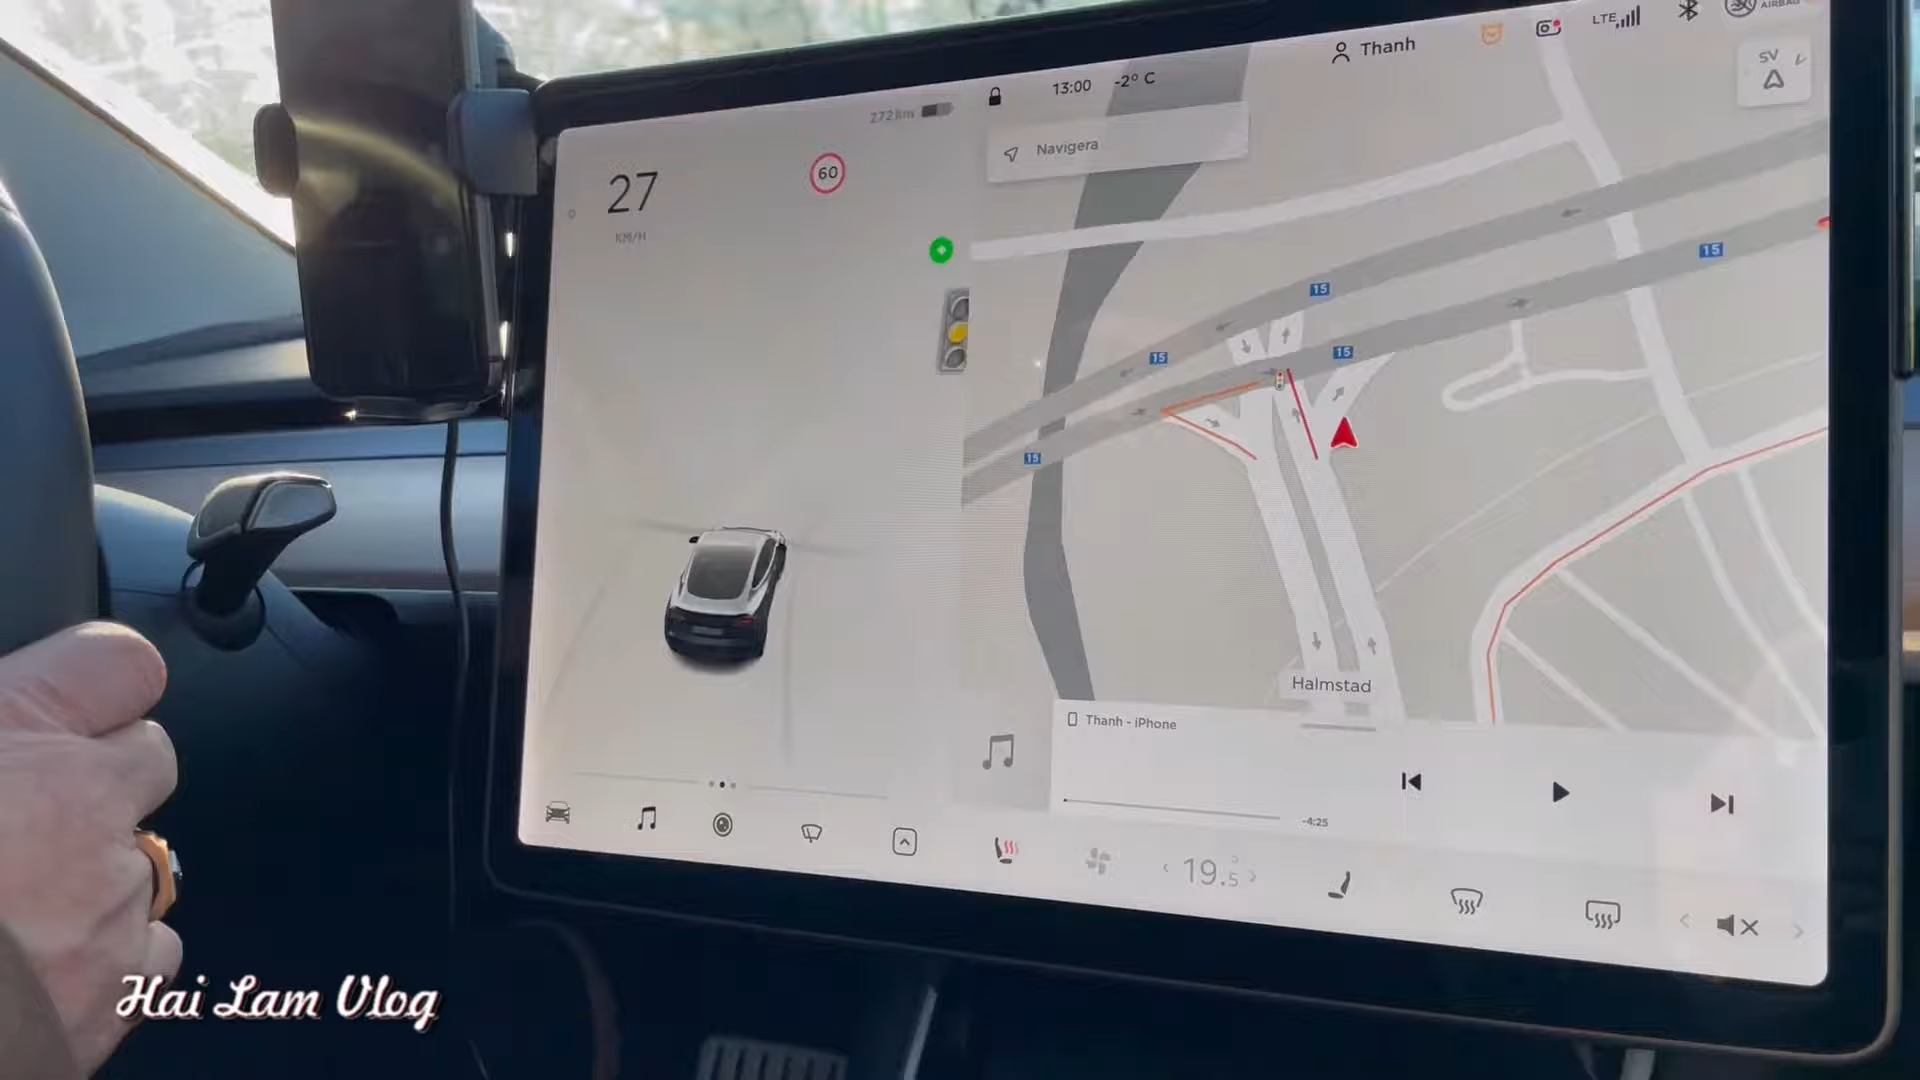 Thanh
LTE
AIRBAG
SV
13:00
-2° C
272 km
Navigera
27
KM/H
60
15
15
15
15
15
Halmstad
Thanh - iPhone
-4:25
19.5
Hai Lam Vlog